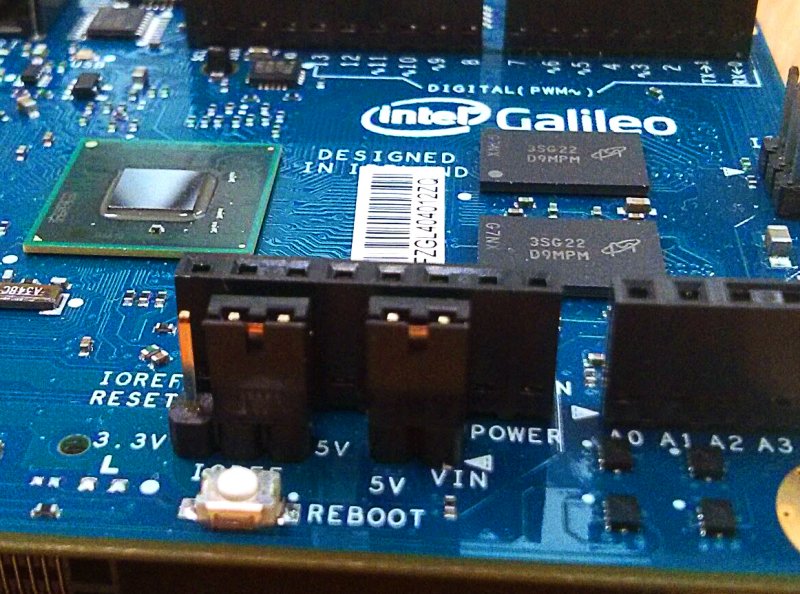 13 12 ~11 ~10 ~9 8 7 ~6 ~5 4 ~3 2 TX→1 RX←0
DIGITAL(PWM~)
intel Galileo
DESIGNED
IN I ND
3SG22
D9MPM
3SG22
D9MPM
A348C
IOREF
RESET
3.3V
5V
POWER
A0 A1 A2 A3
L
5V VIN
REBOOT